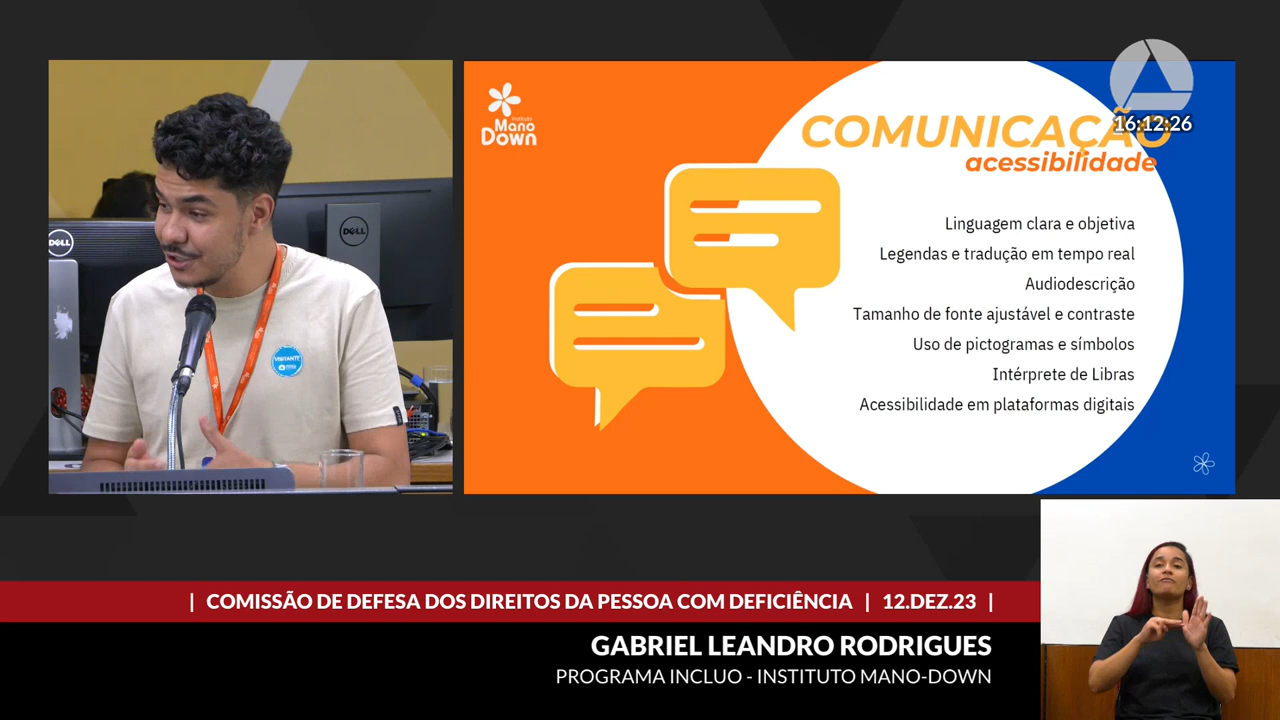 DELL
DELL
VISITANTE
Instituto
Mano
Down
COMUNICAÇÃO
16:12:26
acessibilidade
Linguagem clara e objetiva
Legendas e tradução em tempo real
Audiodescrição
Tamanho de fonte ajustável e contraste
Uso de pictogramas e símbolos
Intérprete de Libras
Acessibilidade em plataformas digitais
| COMISSÃO DE DEFESA DOS DIREITOS DA PESSOA COM DEFICIÊNCIA | 12.DEZ.23 |
GABRIEL LEANDRO RODRIGUES
PROGRAMA INCLUO - INSTITUTO MANO-DOWN